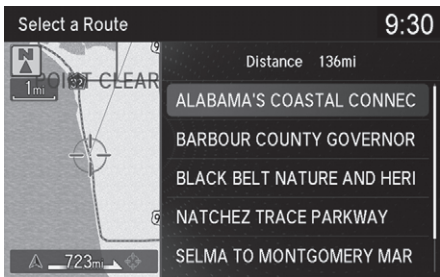 Select a Route
9:30
N
1mi
POINT CLEAR
Distance 136mi
ALABAMA'S COASTAL CONNEC
BARBOUR COUNTY GOVERNOR
BLACK BELT NATURE AND HERI
NATCHEZ TRACE PARKWAY
SELMA TO MONTGOMERY MAR
723mi